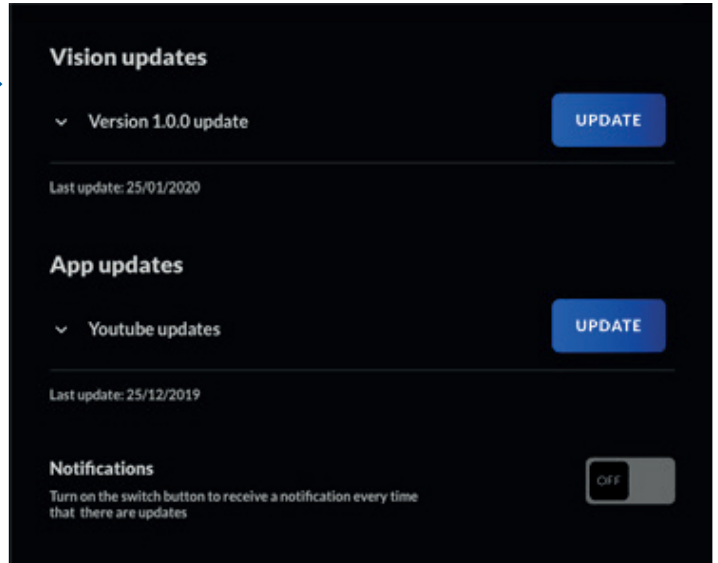 Vision updates
Version 1.0.0 update
UPDATE
Last update: 25/01/2020
App updates
Youtube updates
UPDATE
Last update: 25/12/2019
Notifications
Turn on the switch button to receive a notification every time
that there are updates
OFF